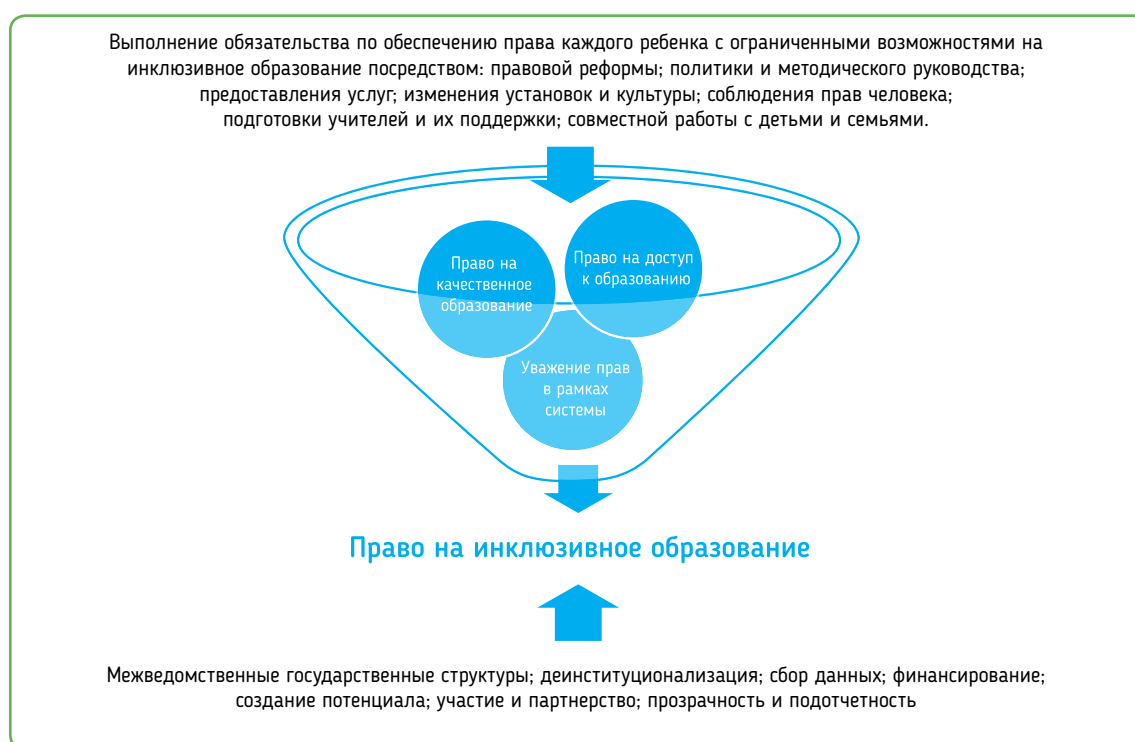 Выполнение обязательства по обеспечению права каждого ребенка с ограниченными возможностями на
инклюзивное образование посредством: правовой реформы; политики и методического руководства;
предоставления услуг; изменения установок и культуры; соблюдения прав человека;
подготовки учителей и их поддержки; совместной работы с детьми и семьями.
Право на
качественное
образование
Право на доступ
к образованию
Уважение прав
в рамках
системы
Право на инклюзивное образование
Межведомственные государственные структуры; деинституционализация; сбор данных; финансирование;
создание потенциала; участие и партнерство; прозрачность и подотчетность